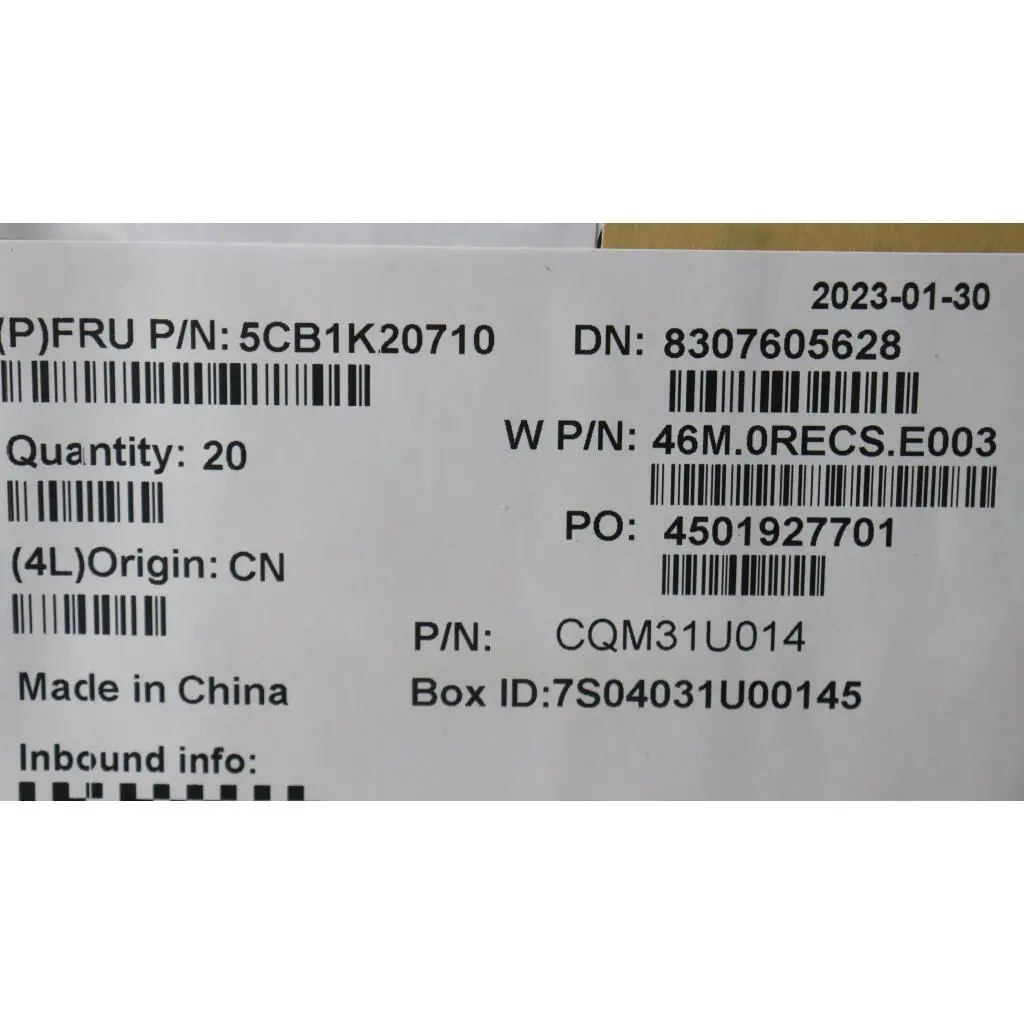 2023-01-30
(P)FRU P/N: 5CB1K20710
DN: 8307605628
W P/N: 46M.0RECS.E003
Quantity: 20
PO: 4501927701
(4L)Origin: CN
P/N: CQM31U014
Made in China
Box ID:7S04031U00145
Inbound info: